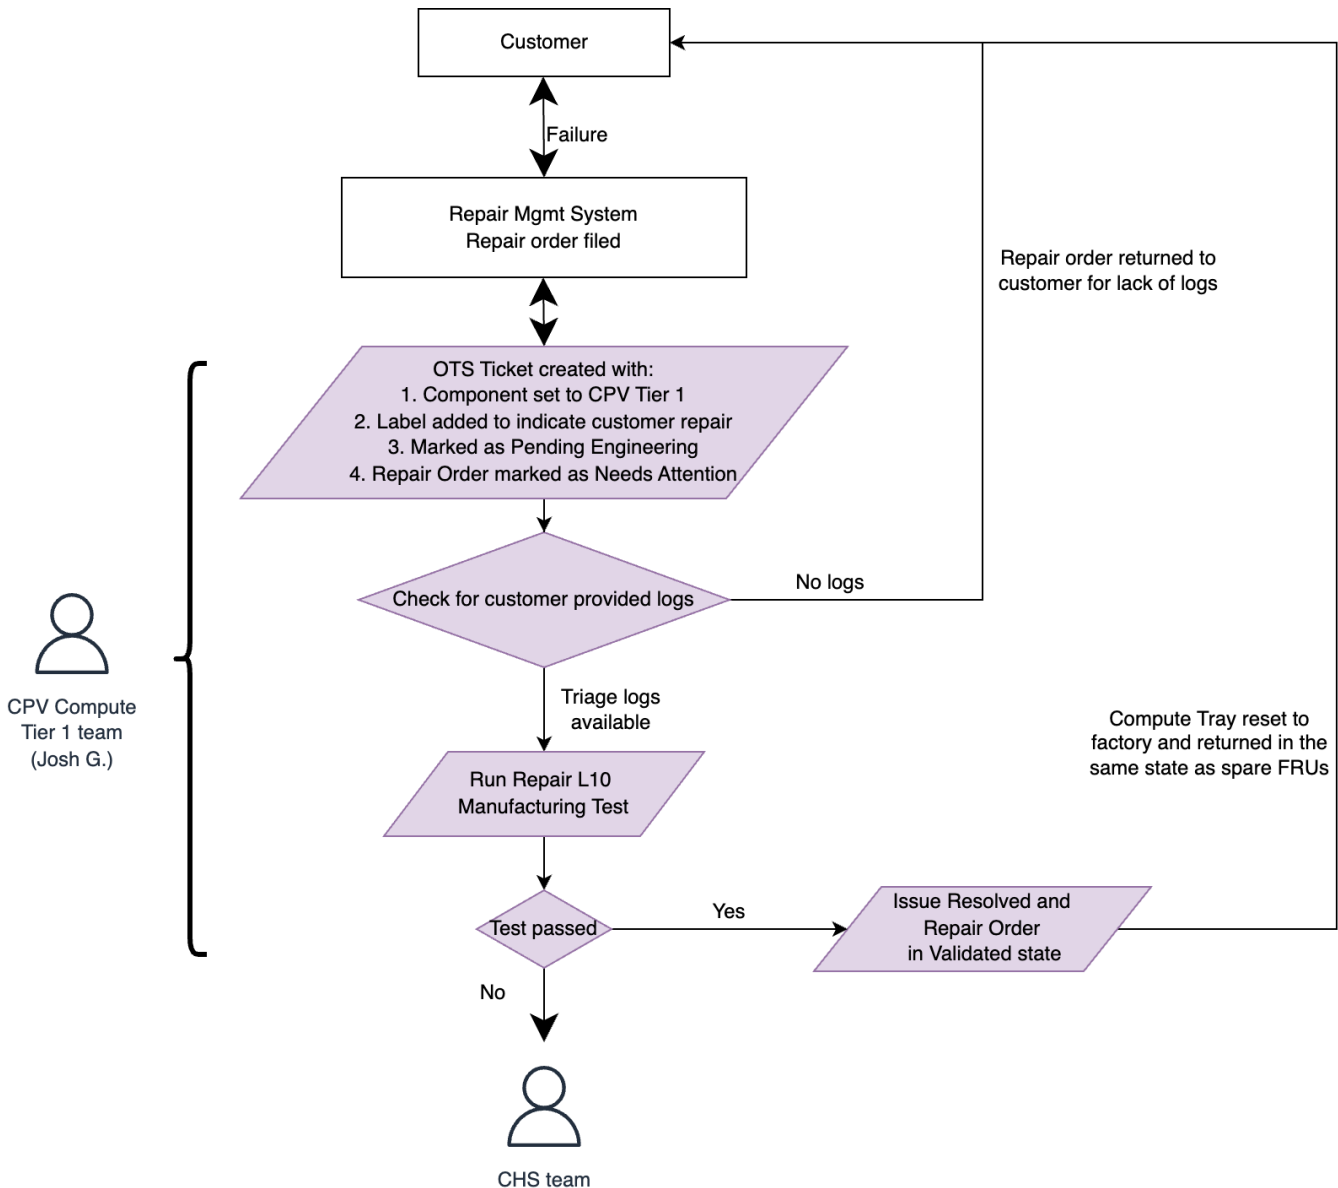 Customer
Failure
Repair Mgmt System
Repair order filed
Repair order returned to
customer for lack of logs
OTS Ticket created with:
1. Component set to CPV Tier 1
2. Label added to indicate customer repair
3. Marked as Pending Engineering
4. Repair Order marked as Needs Attention
Check for customer provided logs
No logs
CPV Compute
Tier 1 team
(Josh G.)
Triage logs
available
Compute Tray reset to
factory and returned in the
same state as spare FRUs
Run Repair L10
Manufacturing Test
Test passed
Yes
Issue Resolved and
Repair Order
in Validated state
No
CHS team